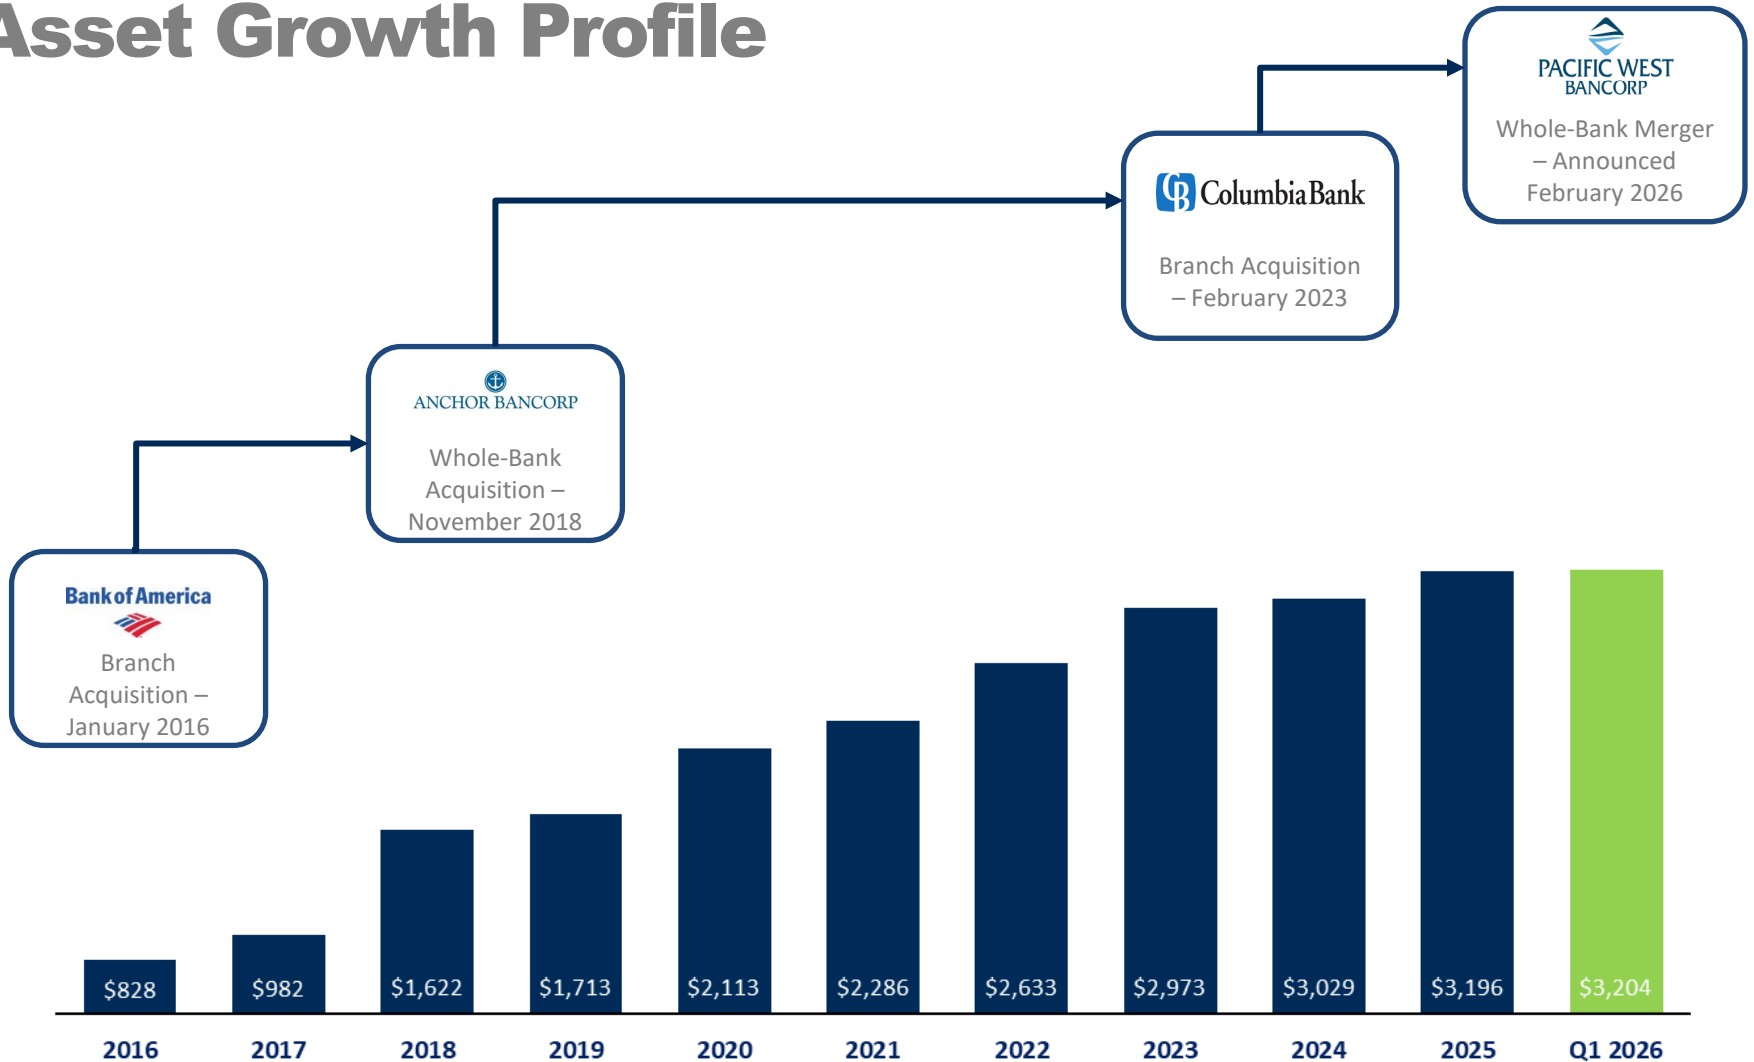 Asset Growth Profile
PACIFIC WEST
BANCORP
Whole-Bank Merger
– Announced
February 2026
CB ColumbiaBank
Branch Acquisition
– February 2023
ANCHOR BANCORP
Whole-Bank
Acquisition –
November 2018
Bank of America
Branch
Acquisition –
January 2016
$828 $982 $1,622 $1,713 $2,113 $2,286 $2,633 $2,973 $3,029 $3,196 $3,204
2016 2017 2018 2019 2020 2021 2022 2023 2024 2025 Q1 2026